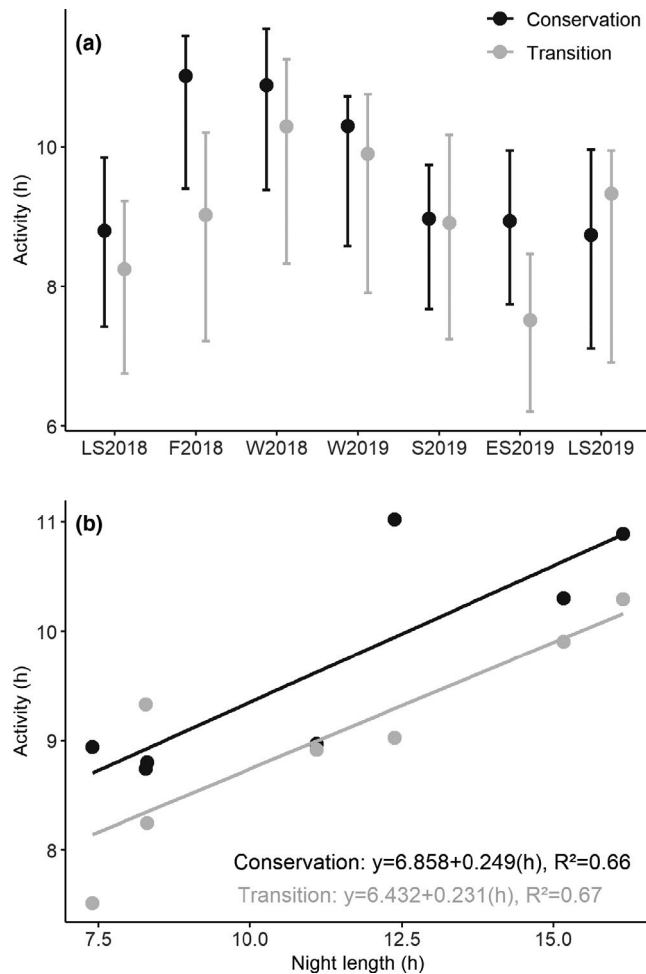 (a)
Conservation
Transition
Activity (h)
10
8
6
LS2018 F2018 W2018 W2019 S2019 ES2019 LS2019
(b)
Activity (h)
11
10
9
8
Conservation: y=6.858+0.249(h), R²=0.66
Transition: y=6.432+0.231(h), R²=0.67
7.5 10.0 12.5 15.0
Night length (h)